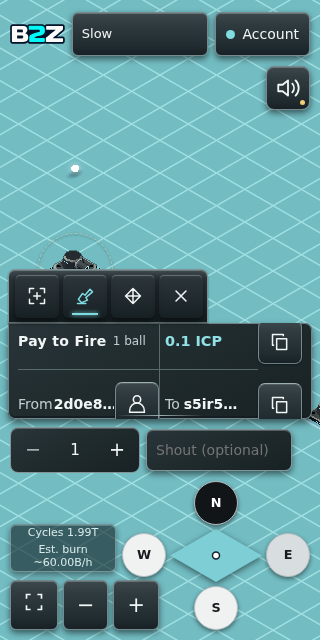 B2Z
Slow
Account
Pay to Fire 1 ball 0.1 ICP
From 2d0e8... To s5ir5...
− 1 + Shout (optional)
N
Cycles 1.99T
Est. burn
~60.00B/h
W E
− +
S